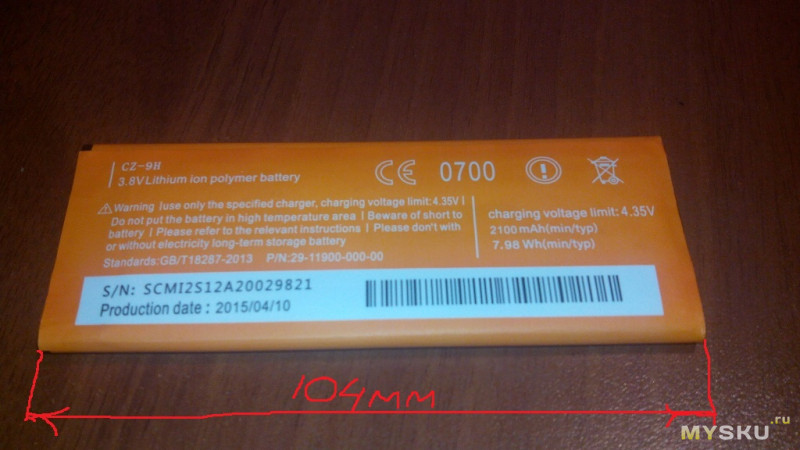 CZ-9H
3.8V Lithium ion polymer battery
CE 0700
Warning |use only the specified charger, charging voltage limit: 4.35V
Do not put the battery in high temperature area | Beware of short to
battery | Please refer to the relevant instructions | Please don't with
or without electricity long-term storage battery
Standards: GB/T18287-2013 P/N:29-11900-000-00
charging voltage limit: 4.35V
2100 mAh(min/typ)
7.98 Wh(min/typ)
S/N: SCMI2S12A20029821
Production date : 2015/04/10
104мм
MYSKU.ru